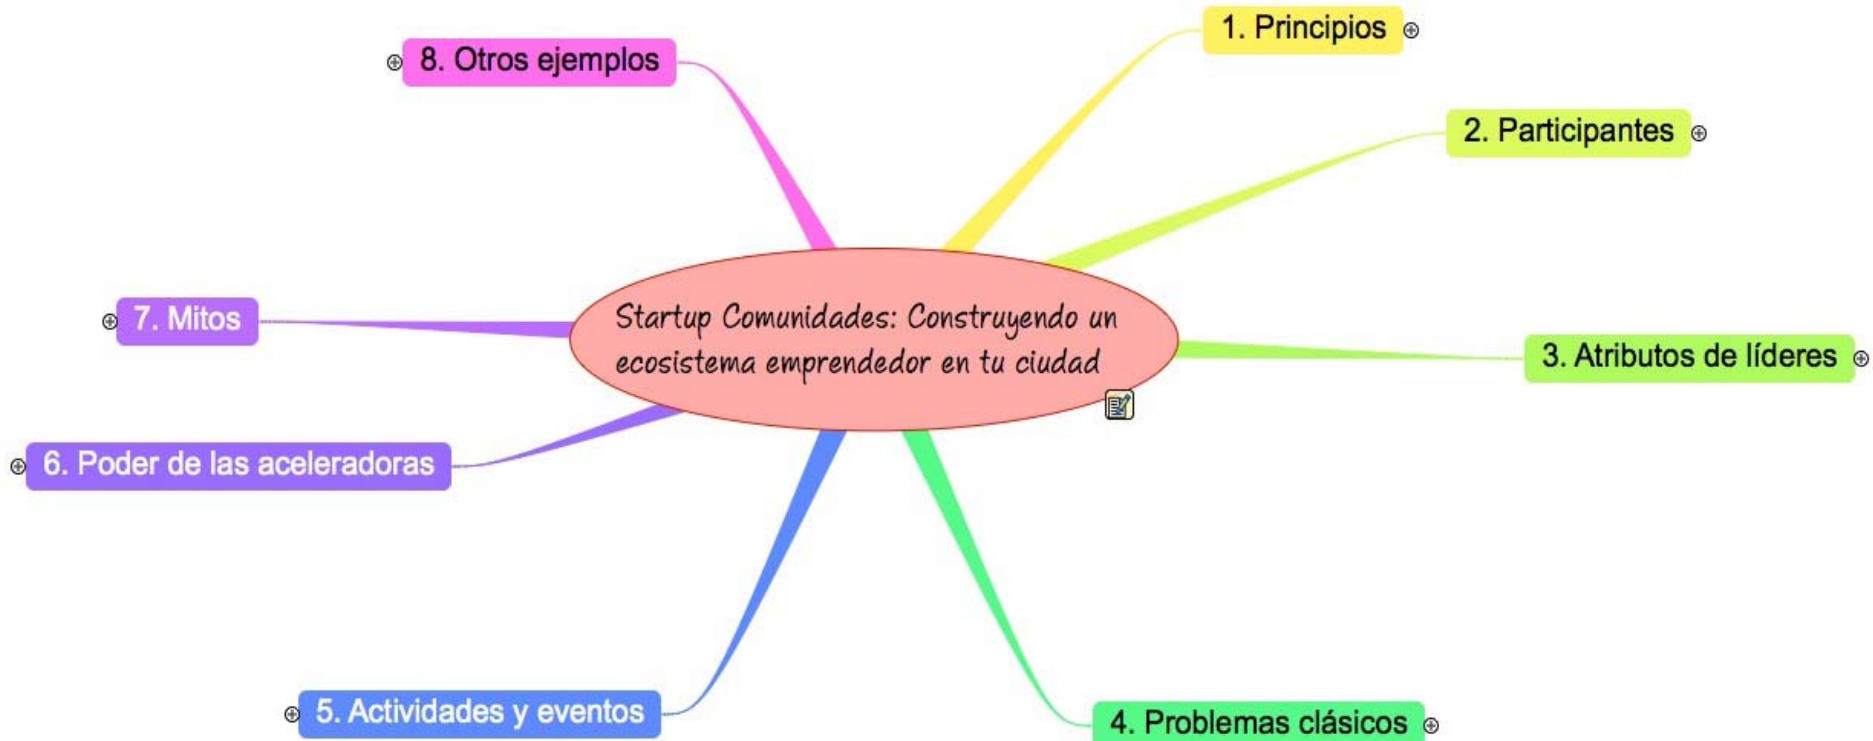 Startup Comunidades: Construyendo un
ecosistema emprendedor en tu ciudad
1. Principios
2. Participantes
3. Atributos de líderes
4. Problemas clásicos
5. Actividades y eventos
6. Poder de las aceleradoras
7. Mitos
8. Otros ejemplos